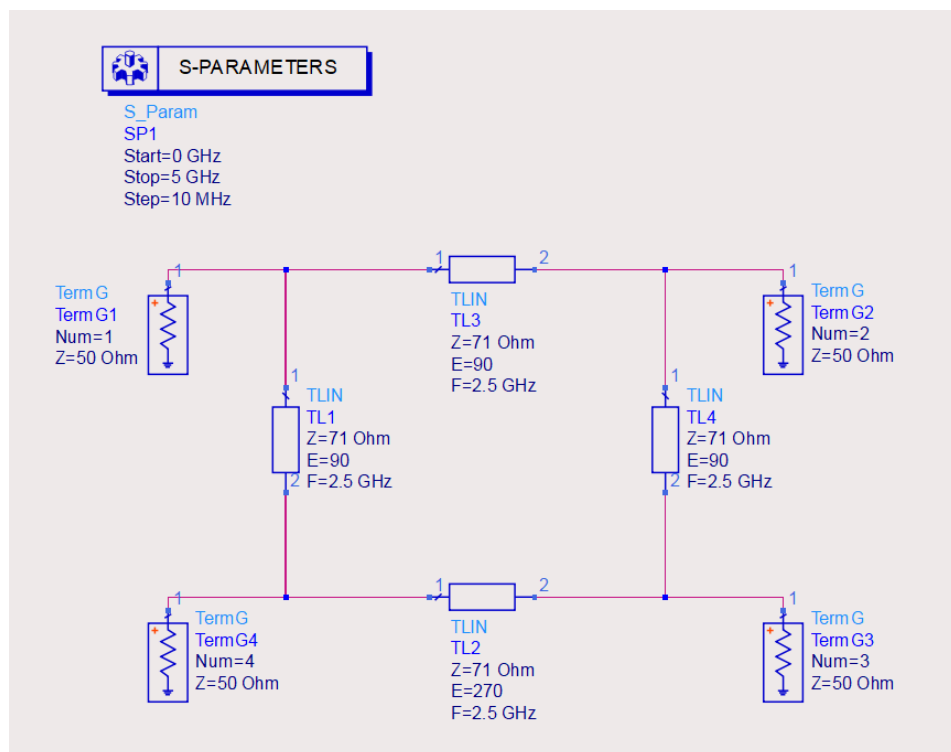 S-PARAMETERS
S_Param
SP1
Start=0 GHz
Stop=5 GHz
Step=10 MHz
1
Term G
Term G1
Num=1
Z=50 Ohm
1
2
TLIN
TL3
Z=71 Ohm
E=90
F=2.5 GHz
1
Term G
Term G2
Num=2
Z=50 Ohm
1
TLIN
TL1
Z=71 Ohm
E=90
F=2.5 GHz
2
1
TLIN
TL4
Z=71 Ohm
E=90
F=2.5 GHz
2
1
Term G
Term G4
Num=4
Z=50 Ohm
1
2
TLIN
TL2
Z=71 Ohm
E=270
F=2.5 GHz
1
Term G
Term G3
Num=3
Z=50 Ohm